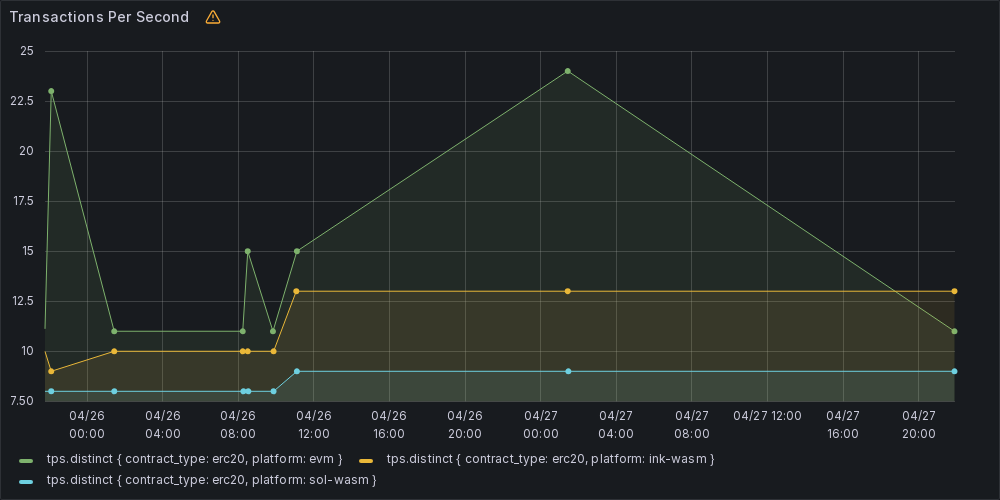 Transactions Per Second
25
22.5
20
17.5
15
12.5
10
7.50
04/26 04/26 04/26 04/26 04/26 04/26 04/27 04/27 04/27 04/27 12:00 04/27 04/27
00:00 04:00 08:00 12:00 16:00 20:00 00:00 04:00 08:00 16:00 20:00
tps.distinct { contract_type: erc20, platform: evm } tps.distinct { contract_type: erc20, platform: ink-wasm }
tps.distinct { contract_type: erc20, platform: sol-wasm }